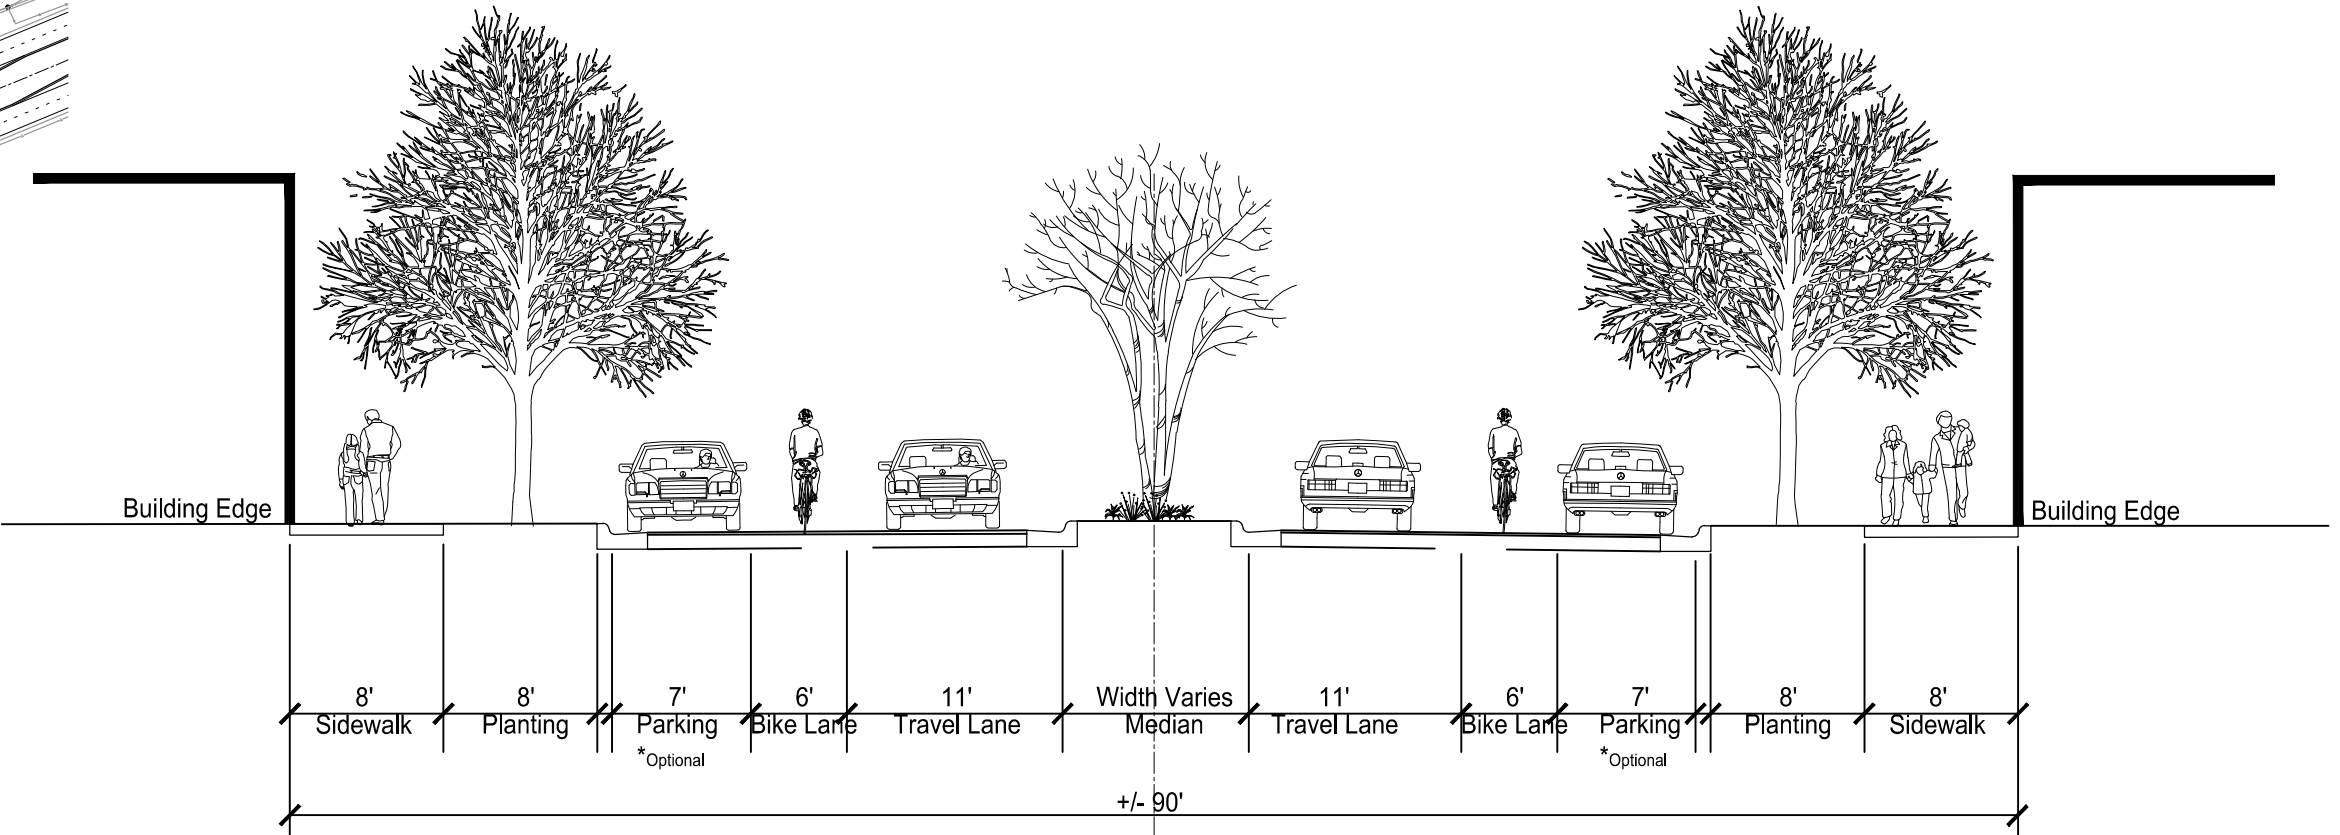 Building Edge
Building Edge
8' 8' 7' 6' 11' Width Varies 11' 6' 7' 8' 8'
Sidewalk Planting Parking Bike Lane Travel Lane Median Travel Lane Bike Lane Parking Planting Sidewalk
*Optional *Optional
+/- 90'